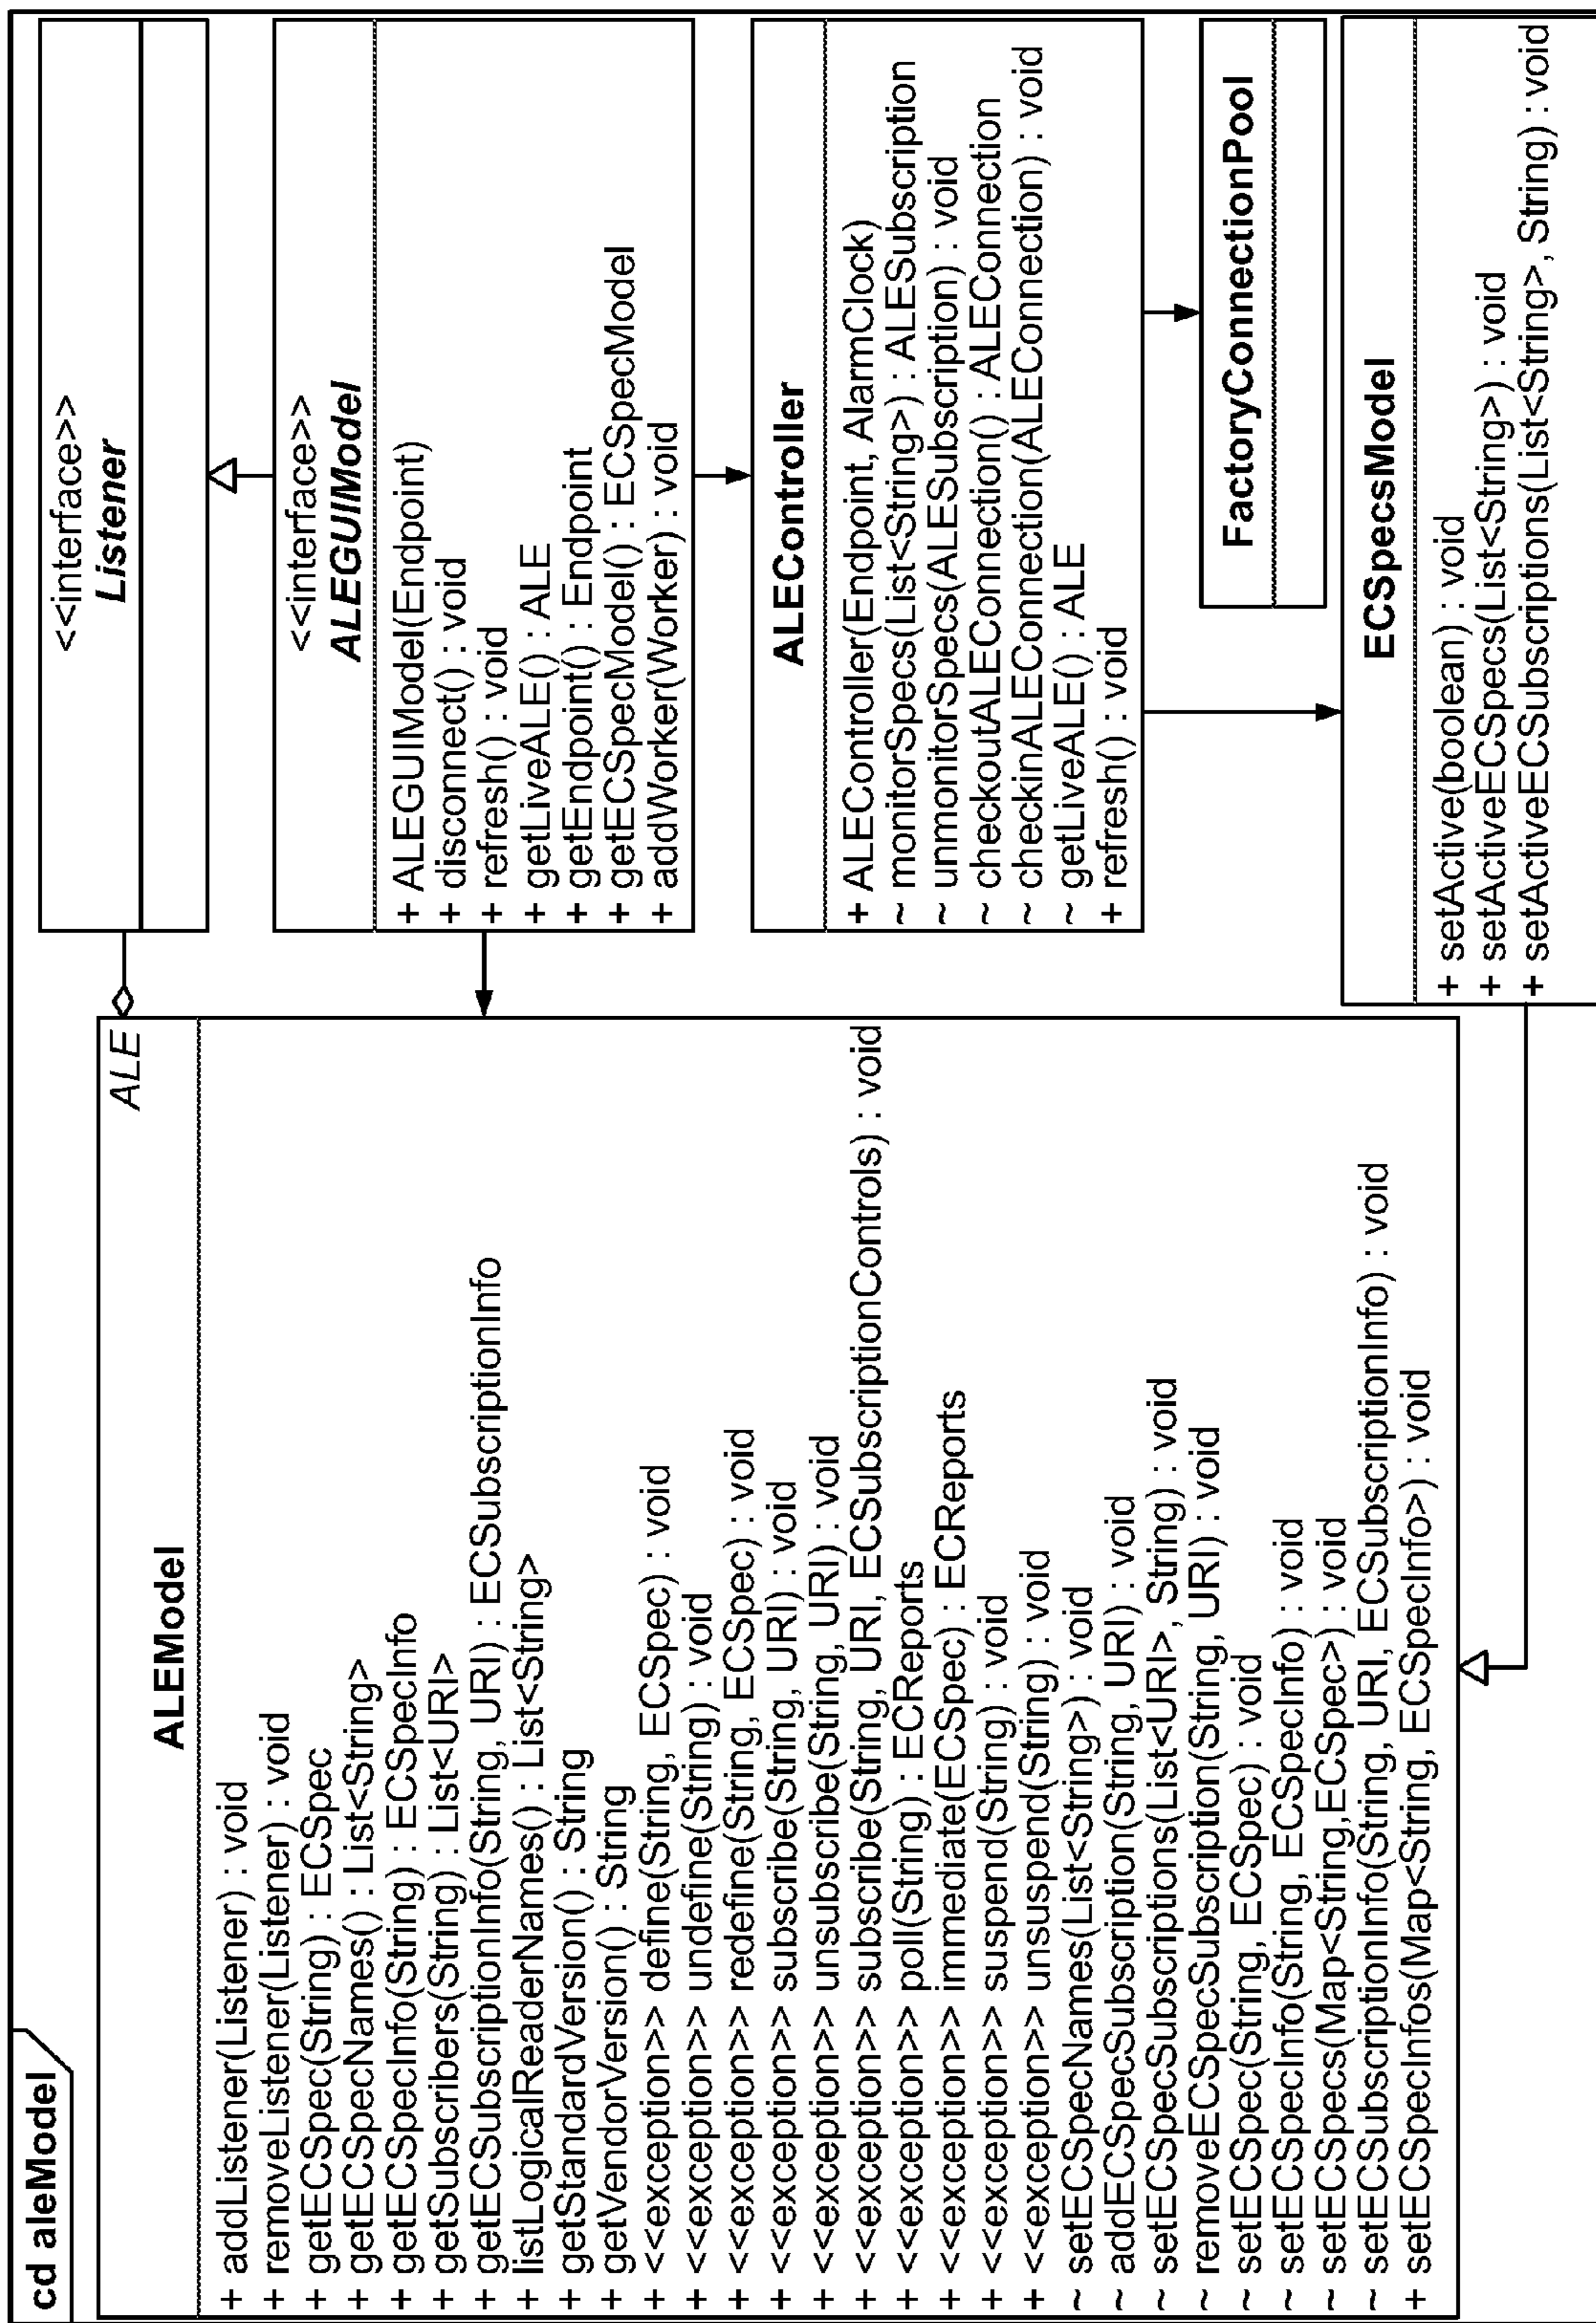 cd aleModel
ALE
ALEModel
+ addListener(Listener) : void
+ removeListener(Listener) : void
+ getECSpec(String) : ECSpec
+ getECSpecNames() : List<String>
+ getECSpecInfo(String) : ECSpecInfo
+ getSubscribers(String) : List<URI>
+ getECSubscriptionInfo(String, URI) : ECSubscriptionInfo
+ listLogicalReaderNames() : List<String>
+ getStandardVersion() : String
+ getVendorVersion() : String
+ <<exception>> define(String, ECSpec) : void
+ <<exception>> undefine(String) : void
+ <<exception>> redefine(String, ECSpec) : void
+ <<exception>> subscribe(String, URI) : void
+ <<exception>> unsubscribe(String, URI) : void
+ <<exception>> subscribe(String, URI, ECSubscriptionControls) : void
+ <<exception>> poll(String) : ECReports
+ <<exception>> immediate(ECSpec) : ECReports
+ <<exception>> suspend(String) : void
+ <<exception>> unsuspend(String) : void
~ setECSpecNames(List<String>) : void
~ addECSpecSubscription(String, URI) : void
~ setECSpecSubscriptions(List<URI>, String) : void
~ removeECSpecSubscription(String, URI) : void
~ setECSpec(String, ECSpec) : void
~ setECSpecInfo(String, ECSpecInfo) : void
~ setECSpecs(Map<String,ECSpec>) : void
~ setECSubscriptionInfo(String, URI, ECSubscriptionInfo) : void
+ setECSpecInfos(Map<String, ECSpecInfo>) : void
<<interface>>
Listener
<<interface>>
ALEGUIModel
+ ALEGUIModel(Endpoint)
+ disconnect() : void
+ refresh() : void
+ getLiveALE() : ALE
+ getEndpoint() : Endpoint
+ getECSpecModel() : ECSpecModel
+ addWorker(Worker) : void
ALEController
+ ALEController(Endpoint, AlarmClock)
~ monitorSpecs(List<String>) : ALESubscription
~ unmonitorSpecs(ALESubscription) : void
~ checkoutALEConnection() : ALEConnection
~ checkinALEConnection(ALEConnection) : void
~ getLiveALE() : ALE
+ refresh() : void
FactoryConnectionPool
ECSpecsModel
+ setActive(boolean) : void
+ setActiveECSpecs(List<String>) : void
+ setActiveECSubscriptions(List<String>, String) : void